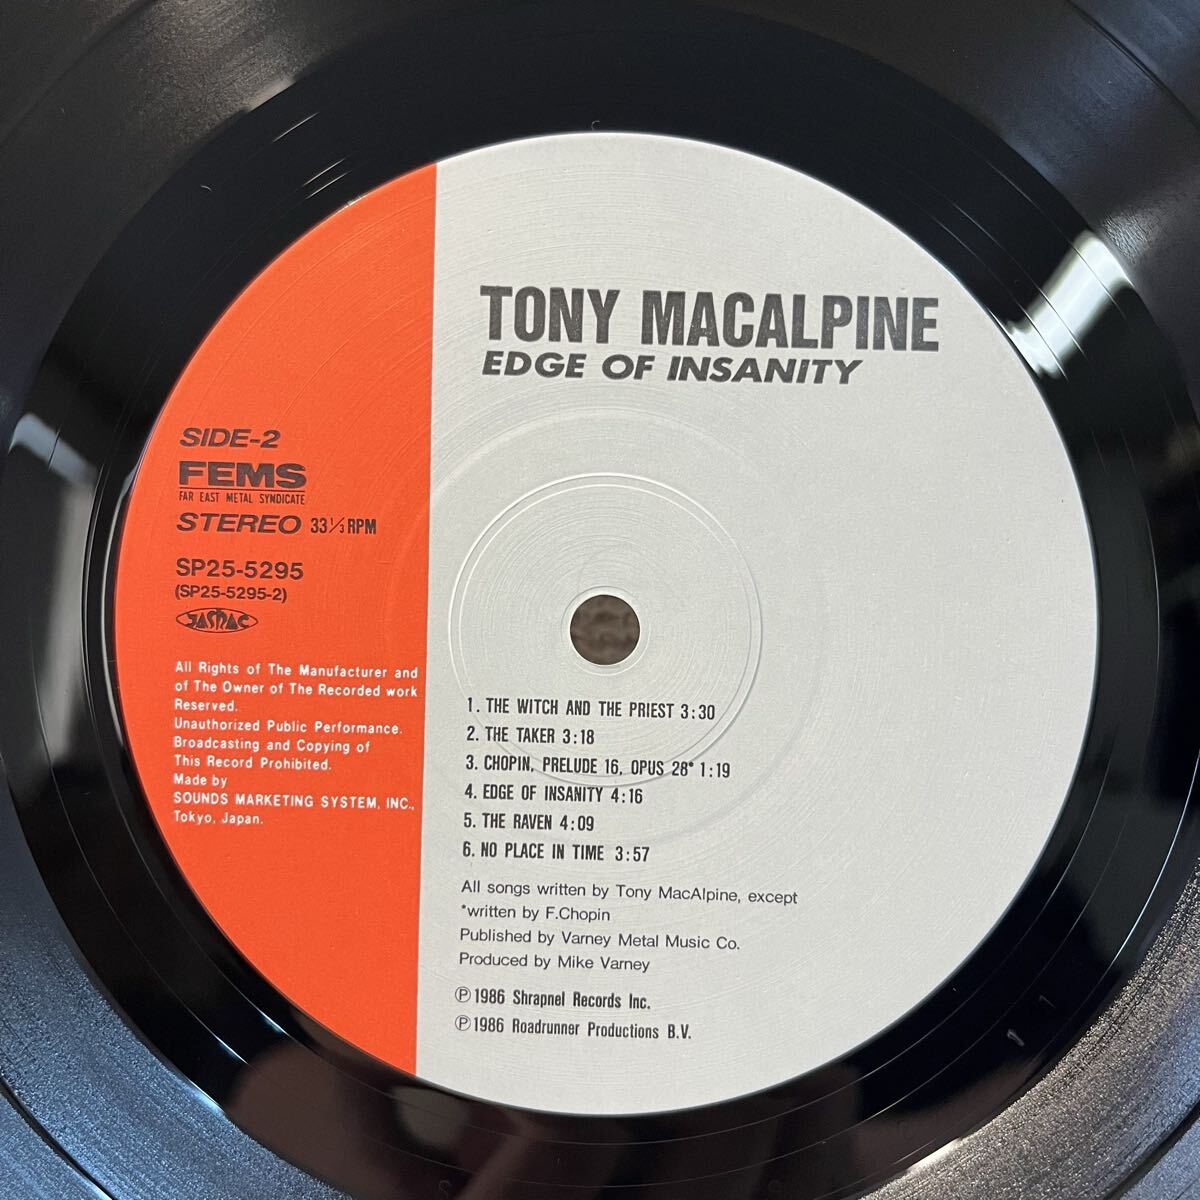 TONY MACALPINE
EDGE OF INSANITY
SIDE-2
FEMS
FAR EAST METAL SYNDICATE
STEREO 33 1/3 RPM
SP25-5295
(SP25-5295-2)
JASRAC
All Rights of The Manufacturer and
of The Owner of The Recorded work
Reserved.
Unauthorized Public Performance.
Broadcasting and Copying of
This Record Prohibited.
Made by
SOUNDS MARKETING SYSTEM, INC.,
Tokyo, Japan.
1. THE WITCH AND THE PRIEST 3:30
2. THE TAKER 3:18
3. CHOPIN, PRELUDE 16, OPUS 28* 1:19
4. EDGE OF INSANITY 4:16
5. THE RAVEN 4:09
6. NO PLACE IN TIME 3:57
All songs written by Tony MacAlpine, except
*written by F.Chopin
Published by Varney Metal Music Co.
Produced by Mike Varney
Ⓟ1986 Shrapnel Records Inc.
Ⓟ1986 Roadrunner Productions B.V.